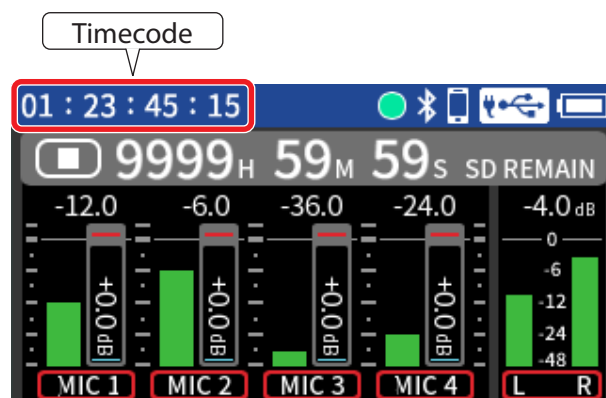 Timecode
01 : 23 : 45 : 15
9999H 59M 59S SD REMAIN
-12.0 -6.0 -36.0 -24.0 -4.0 dB
0
-6
-12
-24
-48
+0.0dB +0.0dB +0.0dB +0.0dB
MIC 1 MIC 2 MIC 3 MIC 4 L R